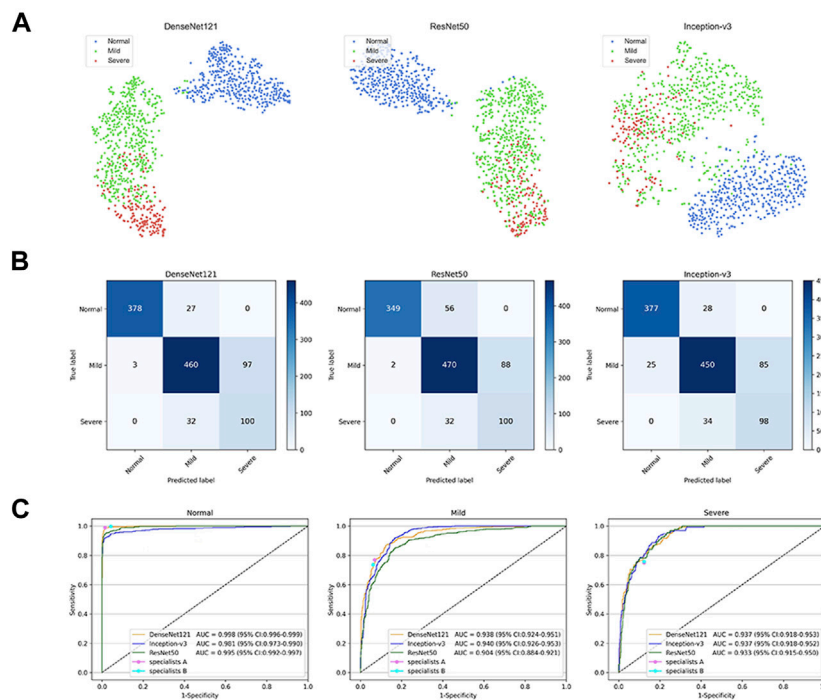 A
DenseNet121
ResNet50
Inception-v3
Normal
Mild
Severe
Normal
Mild
Severe
Normal
Mild
Severe
B
DenseNet121
ResNet50
Inception-v3
True label
Normal
378 27 0
Mild
3 460 97
Severe
0 32 100
Normal Mild Severe
Predicted label
400
300
200
100
0
True label
Normal
349 56 0
Mild
2 470 88
Severe
0 32 100
Normal Mild Severe
Predicted label
400
300
200
100
0
True label
Normal
377 28 0
Mild
25 450 85
Severe
0 34 98
Normal Mild Severe
Predicted label
C
Normal
Sensitivity
1.0
0.8
0.6
0.4
0.2
0.0
DenseNet121 AUC = 0.998 (95% CI:0.996-0.999)
Inception-v3 AUC = 0.981 (95% CI:0.973-0.990)
ResNet50 AUC = 0.995 (95% CI:0.992-0.997)
specialists A
specialists B
0.0 0.2 0.4 0.6 0.8 1.0
1-Specificity
Mild
Sensitivity
1.0
0.8
0.6
0.4
0.2
0.0
DenseNet121 AUC = 0.938 (95% CI:0.924-0.951)
Inception-v3 AUC = 0.940 (95% CI:0.926-0.953)
ResNet50 AUC = 0.904 (95% CI:0.884-0.921)
specialists A
specialists B
0.0 0.2 0.4 0.6 0.8 1.0
1-Specificity
Severe
Sensitivity
1.0
0.8
0.6
0.4
0.2
0.0
DenseNet121 AUC = 0.937 (95% CI:0.918-0.953)
Inception-v3 AUC = 0.937 (95% CI:0.918-0.952)
ResNet50 AUC = 0.933 (95% CI:0.915-0.950)
specialists A
specialists B
0.0 0.2 0.4 0.6 0.8
1-Specificity